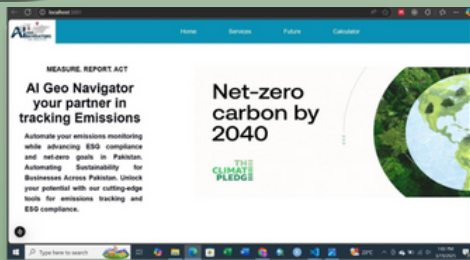 localhost
AI GEO NAVIGATORS
Home Services Future Calculator
MEASURE. REPORT. ACT
AI Geo Navigator
your partner in
tracking Emissions
Automate your emissions monitoring
while advancing ESG compliance
and net-zero goals in Pakistan.
Automating Sustainability for
Businesses Across Pakistan. Unlock
your potential with our cutting-edge
tools for emissions tracking and
ESG compliance.
Net-zero
carbon by
2040
THE
CLIMATE
PLEDGE
Type here to search